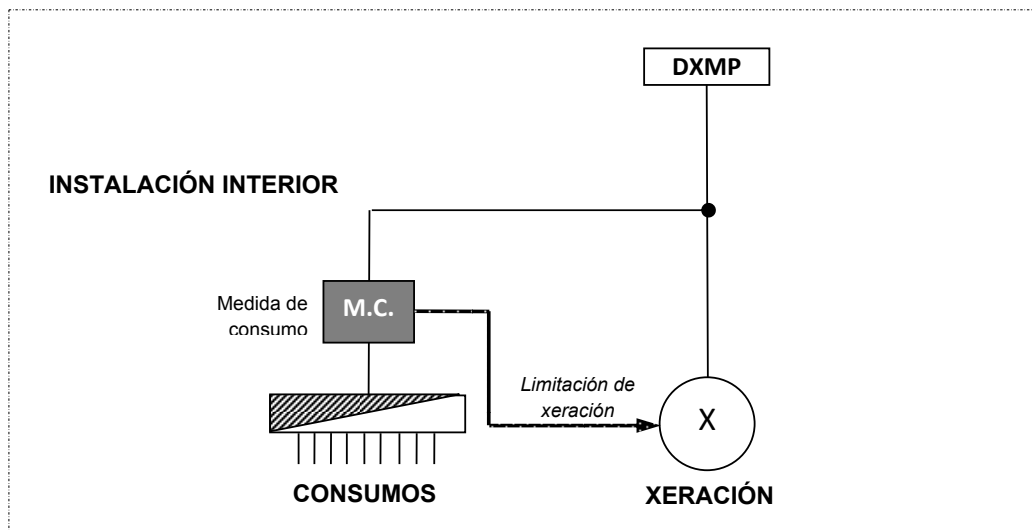 DXMP
INSTALACIÓN INTERIOR
Medida de
consumo
M.C.
Limitación de
xeración
X
CONSUMOS
XERACIÓN